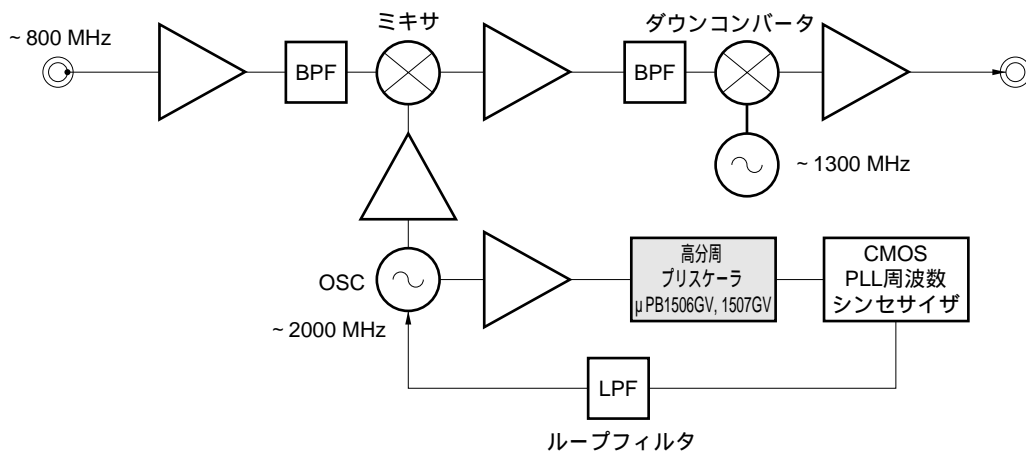 ミキサ
ダウンコンバータ
~ 800 MHz
BPF
BPF
~ 1300 MHz
OSC
~ 2000 MHz
高分周
プリスケーラ
μPB1506GV, 1507GV
CMOS
PLL周波数
シンセサイザ
LPF
ループフィルタ